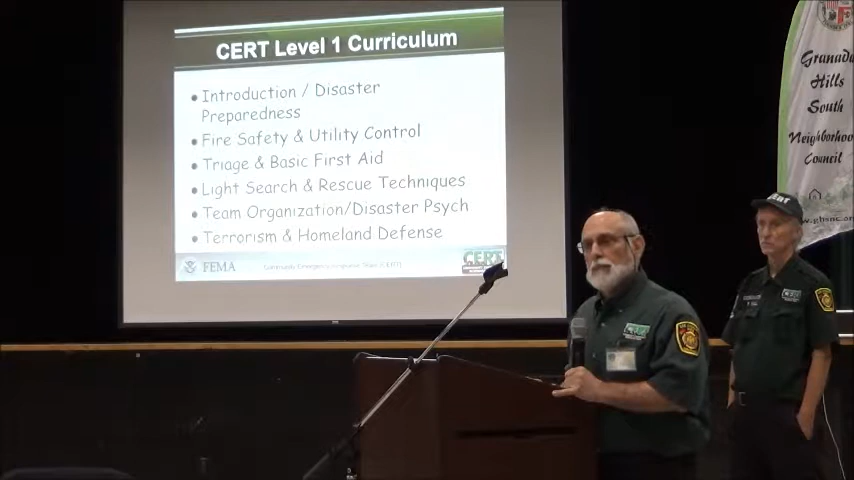 CERT Level 1 Curriculum
• Introduction / Disaster
Preparedness
• Fire Safety & Utility Control
• Triage & Basic First Aid
• Light Search & Rescue Techniques
• Team Organization/Disaster Psych
• Terrorism & Homeland Defense
FEMA
CERT
Granada
Hills
South
Neighborhood
Council